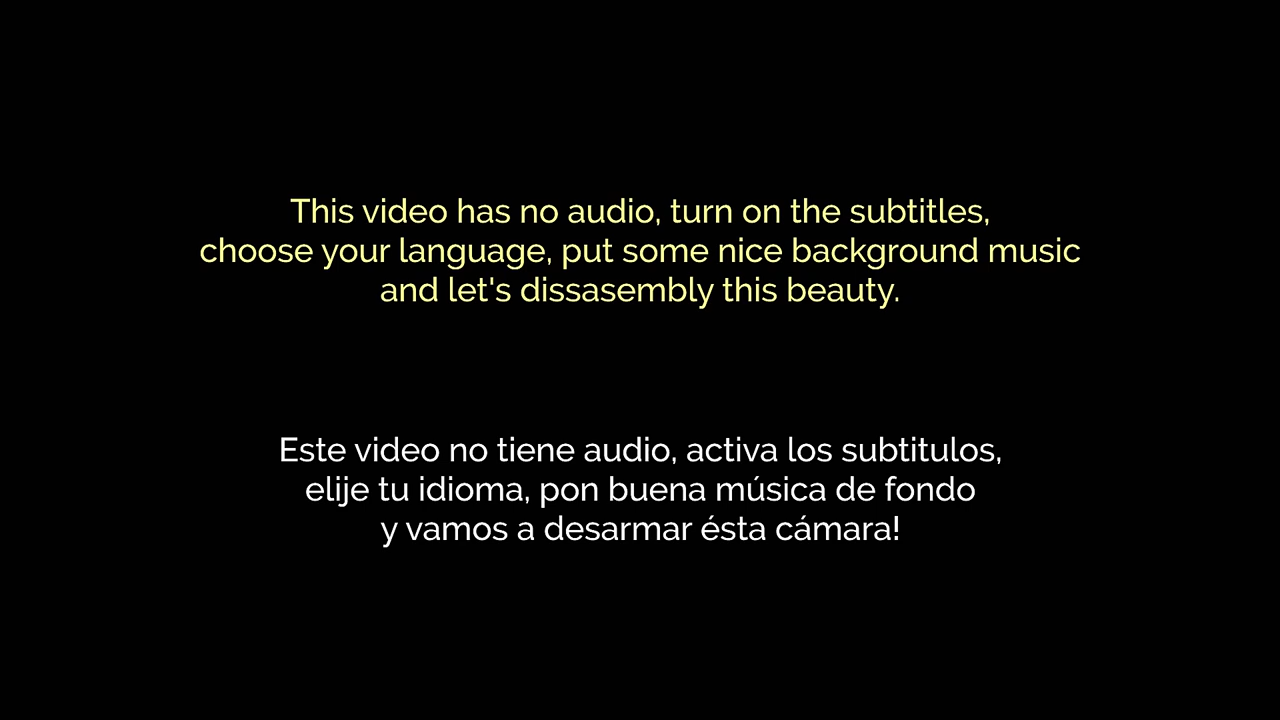 This video has no audio, turn on the subtitles,
choose your language, put some nice background music
and let's dissasembly this beauty.
Este video no tiene audio, activa los subtitulos,
elije tu idioma, pon buena música de fondo
y vamos a desarmar ésta cámara!